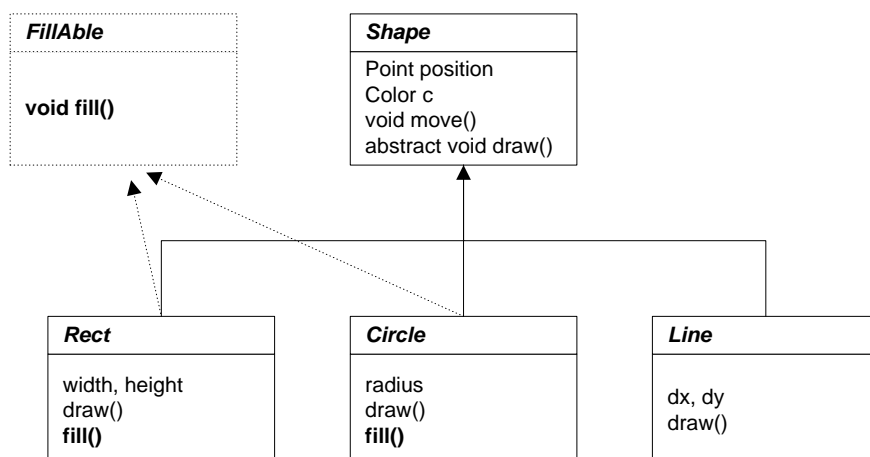 FillAble
void fill()
Shape
Point position
Color c
void move()
abstract void draw()
Rect
width, height
draw()
fill()
Circle
radius
draw()
fill()
Line
dx, dy
draw()